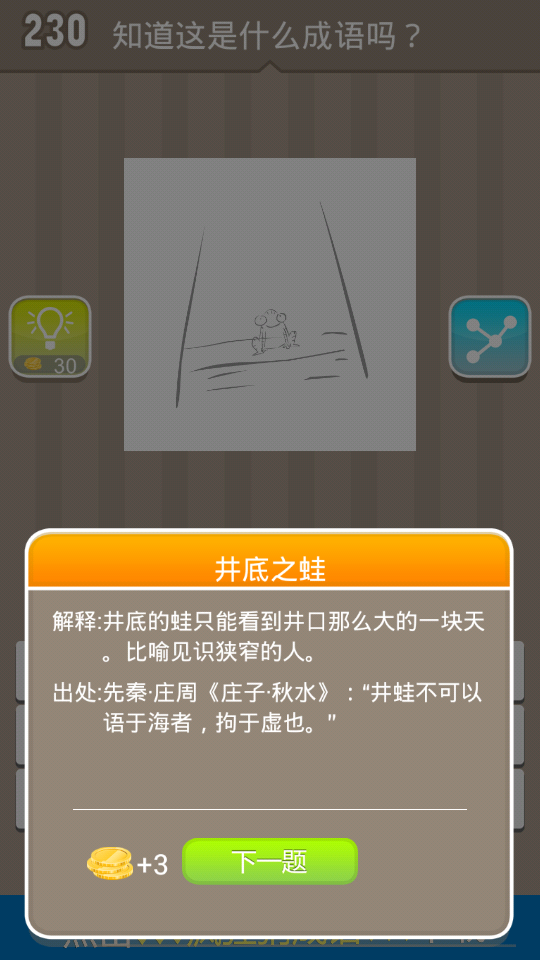 230 知道这是什么成语吗？
30
井底之蛙
解释:井底的蛙只能看到井口那么大的一块天
。比喻见识狭窄的人。
出处:先秦·庄周《庄子·秋水》：“井蛙不可以
语于海者，拘于虚也。”
+3 下一题